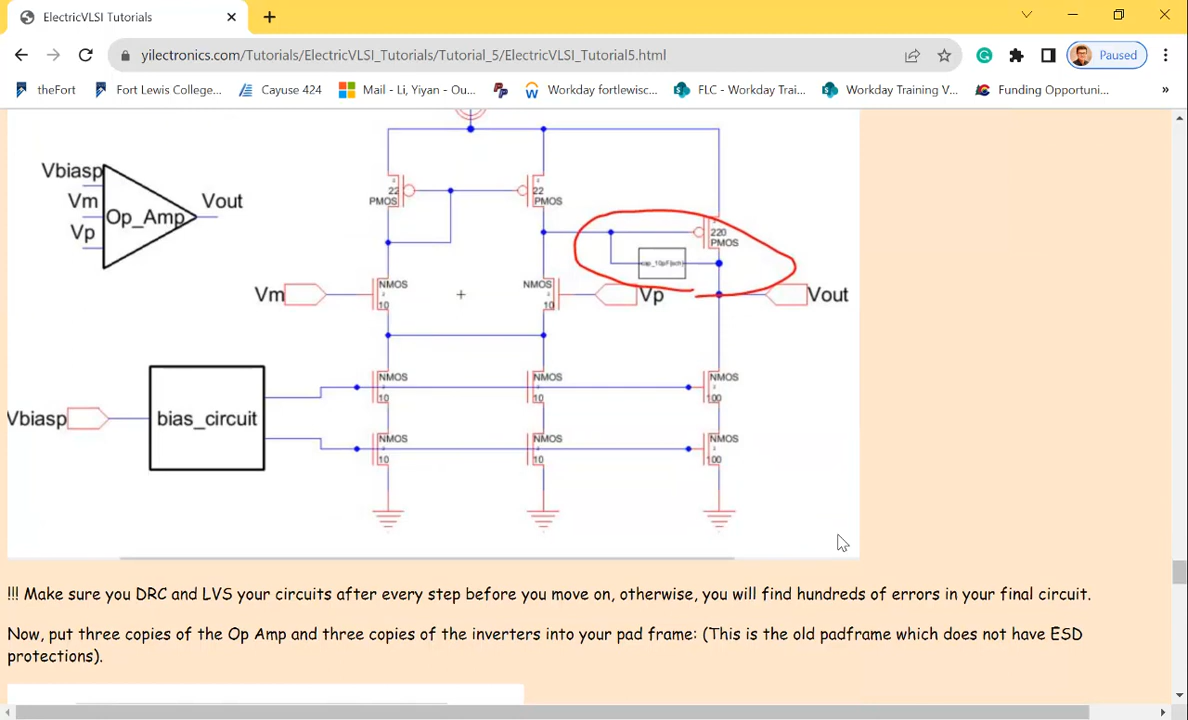 ElectricVLSI Tutorials
yilectronics.com/Tutorials/ElectricVLSI_Tutorials/Tutorial_5/ElectricVLSI_Tutorial5.html
Paused
theFort
Fort Lewis College...
Cayuse 424
Mail - Li, Yiyan - Ou...
Workday fortlewisc...
FLC - Workday Trai...
Workday Training V...
Funding Opportuni...
»
Vbiasp
Vm
Vp
Op_Amp
Vout
22
PMOS
22
PMOS
220
PMOS
cap_10pF{sch}
NMOS
10
NMOS
10
Vm
Vp
Vout
NMOS
10
NMOS
10
NMOS
100
Vbiasp
bias_circuit
NMOS
10
NMOS
10
NMOS
100
!!! Make sure you DRC and LVS your circuits after every step before you move on, otherwise, you will find hundreds of errors in your final circuit.
Now, put three copies of the Op Amp and three copies of the inverters into your pad frame: (This is the old padframe which does not have ESD
protections).